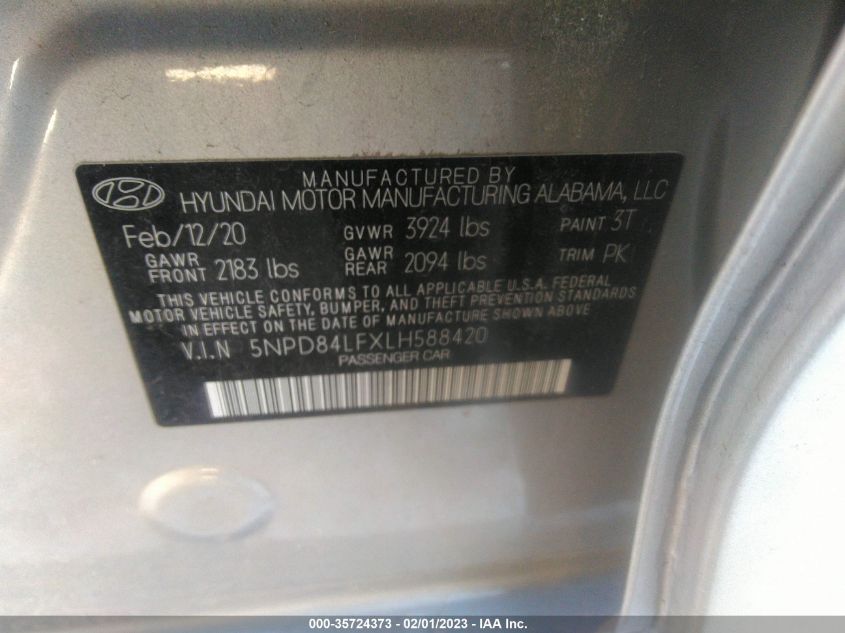 MANUFACTURED BY
HYUNDAI MOTOR MANUFACTURING ALABAMA, LLC
Feb/12/20 GVWR 3924 lbs PAINT 3T
GAWR FRONT 2183 lbs GAWR REAR 2094 lbs TRIM PK
THIS VEHICLE CONFORMS TO ALL APPLICABLE U.S.A. FEDERAL
MOTOR VEHICLE SAFETY, BUMPER, AND THEFT PREVENTION STANDARDS
IN EFFECT ON THE DATE OF MANUFACTURE SHOWN ABOVE.
V.I.N 5NPD84LFXLH588420
PASSENGER CAR
000-35724373 - 02/01/2023 - IAA Inc.